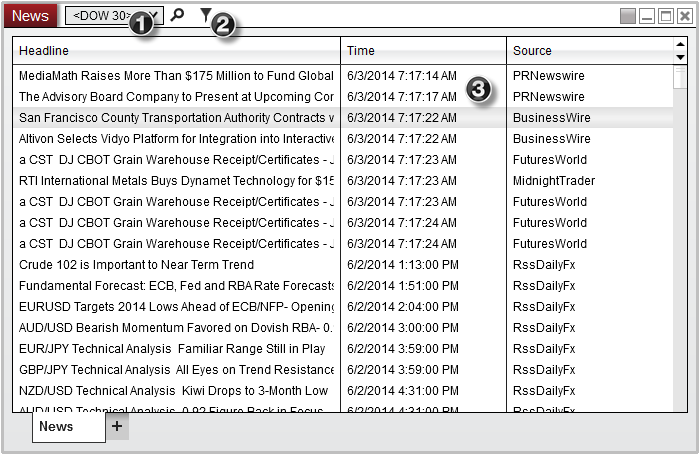 News <DOW 30> 1 2
Headline Time Source
MediaMath Raises More Than $175 Million to Fund Global 6/3/2014 7:17:14 AM PRNewswire
The Advisory Board Company to Present at Upcoming Cor 6/3/2014 7:17:17 AM 3 PRNewswire
San Francisco County Transportation Authority Contracts w 6/3/2014 7:17:22 AM BusinessWire
Altivon Selects Vidyo Platform for Integration into Interactive 6/3/2014 7:17:22 AM BusinessWire
a CST DJ CBOT Grain Warehouse Receipt/Certificates - J 6/3/2014 7:17:23 AM FuturesWorld
RTI International Metals Buys Dynamet Technology for $15 6/3/2014 7:17:23 AM MidnightTrader
a CST DJ CBOT Grain Warehouse Receipt/Certificates - J 6/3/2014 7:17:23 AM FuturesWorld
a CST DJ CBOT Grain Warehouse Receipt/Certificates - J 6/3/2014 7:17:24 AM FuturesWorld
a CST DJ CBOT Grain Warehouse Receipt/Certificates - J 6/3/2014 7:17:24 AM FuturesWorld
Crude 102 is Important to Near Term Trend 6/2/2014 1:13:00 PM RssDailyFx
Fundamental Forecast: ECB, Fed and RBA Rate Forecasts 6/2/2014 1:51:00 PM RssDailyFx
EURUSD Targets 2014 Lows Ahead of ECB/NFP- Opening 6/2/2014 2:04:00 PM RssDailyFx
AUD/USD Bearish Momentum Favored on Dovish RBA- 0. 6/2/2014 3:00:00 PM RssDailyFx
EUR/JPY Technical Analysis Familiar Range Still in Play 6/2/2014 3:59:00 PM RssDailyFx
GBP/JPY Technical Analysis All Eyes on Trend Resistance 6/2/2014 3:59:00 PM RssDailyFx
NZD/USD Technical Analysis Kiwi Drops to 3-Month Low 6/2/2014 4:31:00 PM RssDailyFx
AUD/USD Technical Analysis 0.92 Figure Back in Focus 6/2/2014 4:31:00 PM RssDailyFx
News +